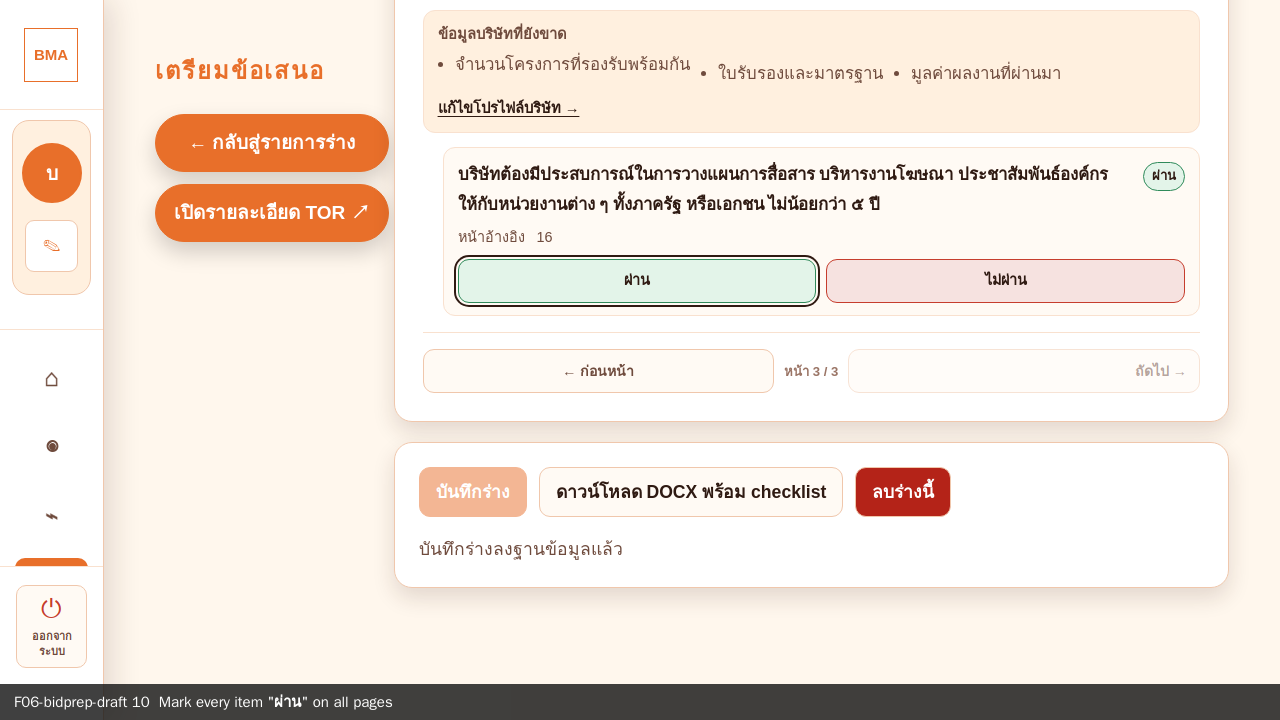 BMA
บ
ออกจาก
ระบบ
เตรียมข้อเสนอ
← กลับสู่รายการร่าง
เปิดรายละเอียด TOR ↗
ข้อมูลบริษัทที่ยังขาด
• จำนวนโครงการที่รองรับพร้อมกัน • ใบรับรองและมาตรฐาน • มูลค่าผลงานที่ผ่านมา
แก้ไขโปรไฟล์บริษัท →
บริษัทต้องมีประสบการณ์ในการวางแผนการสื่อสาร บริหารงานโฆษณา ประชาสัมพันธ์องค์กร ผ่าน
ให้กับหน่วยงานต่าง ๆ ทั้งภาครัฐ หรือเอกชน ไม่น้อยกว่า ๕ ปี
หน้าอ้างอิง 16
ผ่าน ไม่ผ่าน
← ก่อนหน้า หน้า 3 / 3 ถัดไป →
บันทึกร่าง ดาวน์โหลด DOCX พร้อม checklist ลบร่างนี้
บันทึกร่างลงฐานข้อมูลแล้ว
F06-bidprep-draft 10 Mark every item "ผ่าน" on all pages